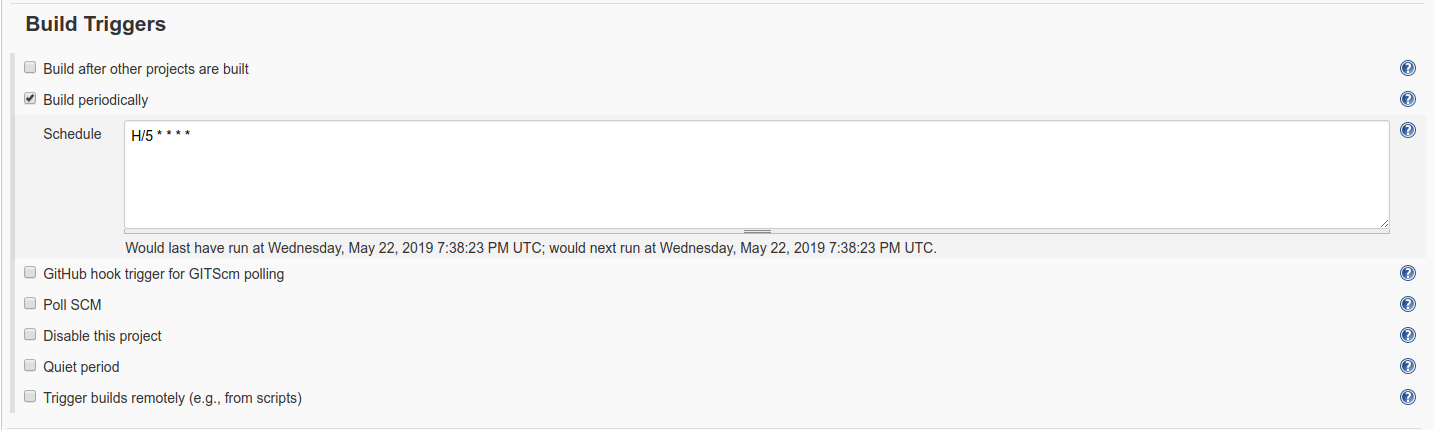 Build Triggers
Build after other projects are built
Build periodically
Schedule H/5 * * * *
Would last have run at Wednesday, May 22, 2019 7:38:23 PM UTC; would next run at Wednesday, May 22, 2019 7:38:23 PM UTC.
GitHub hook trigger for GITScm polling
Poll SCM
Disable this project
Quiet period
Trigger builds remotely (e.g., from scripts)